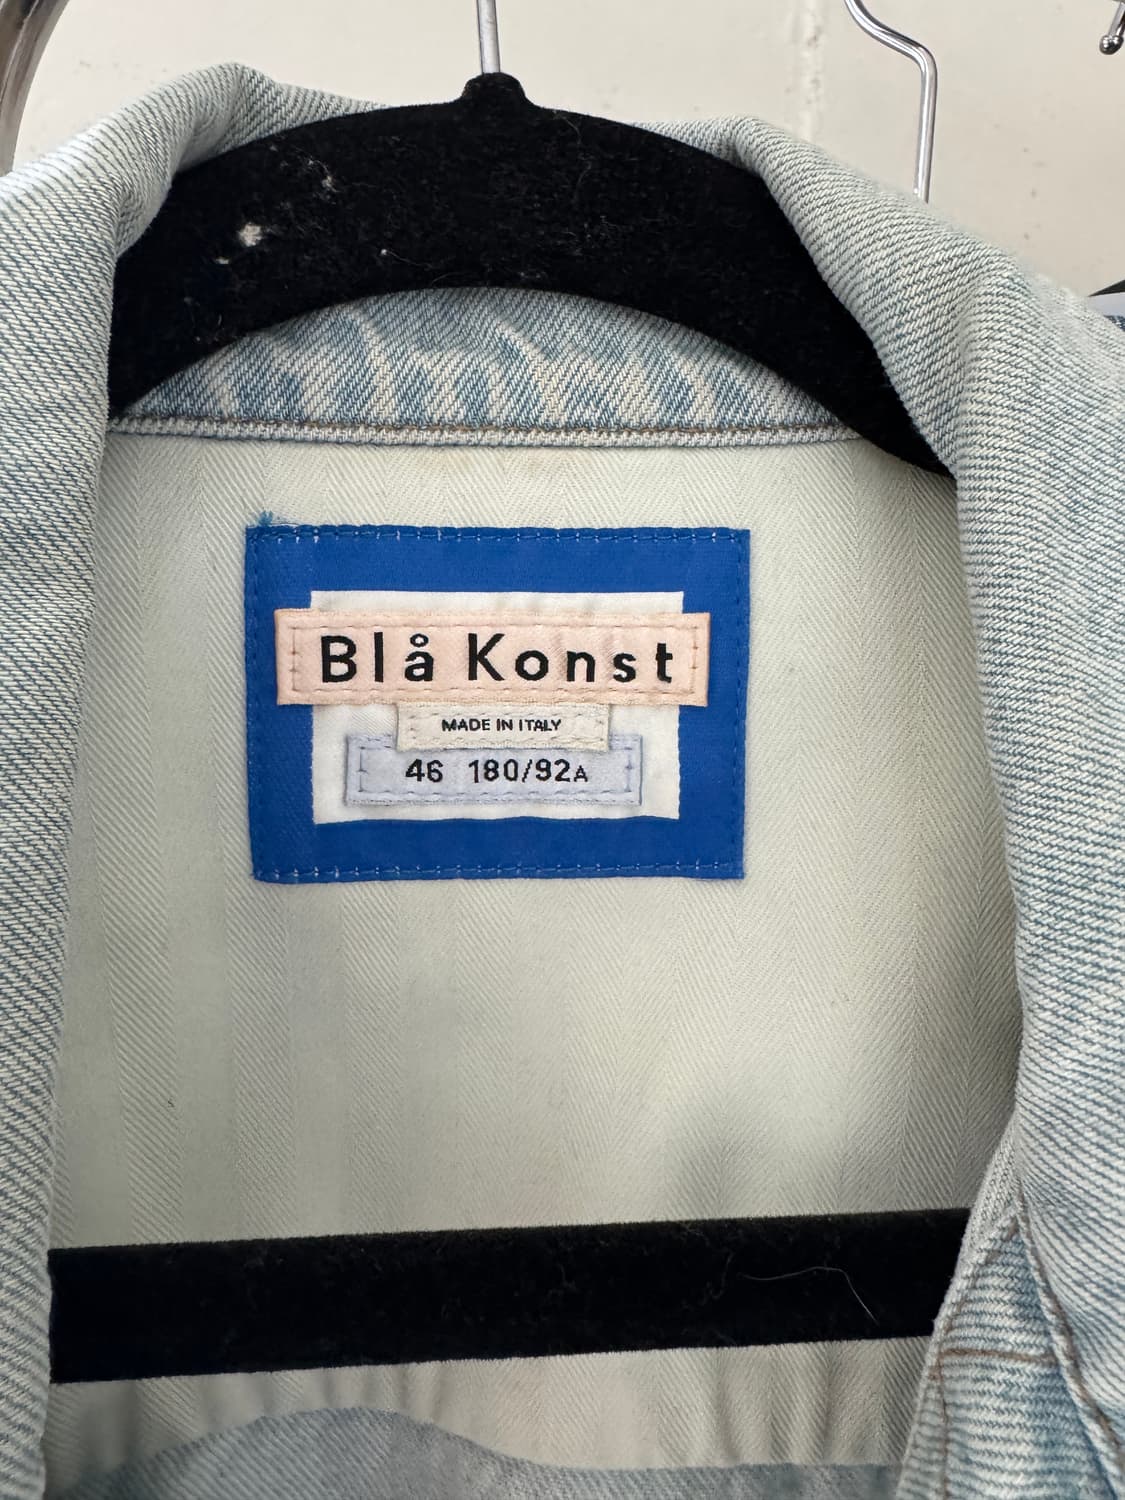 Blå Konst
MADE IN ITALY
46 180/92A